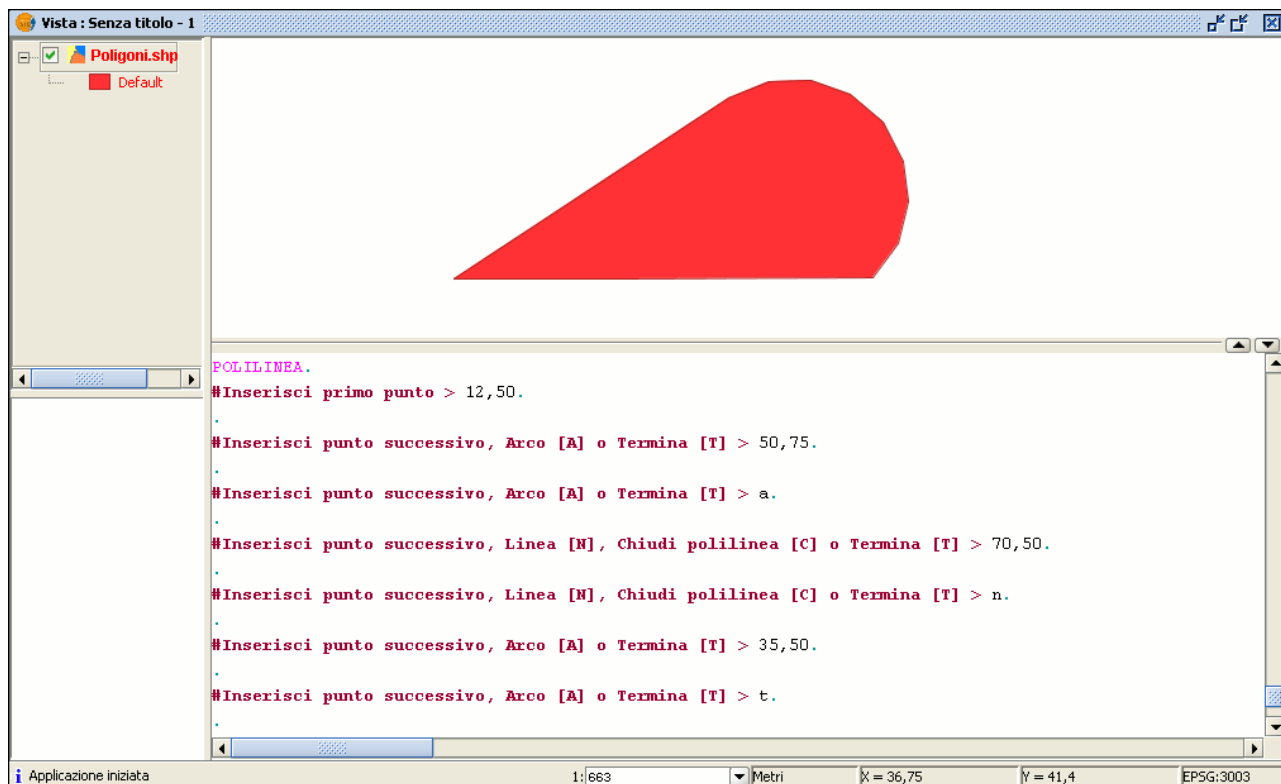 Vista : Senza titolo - 1
Poligoni.shp
Default
POLILINEA.
#Inserisci primo punto > 12,50.
.
#Inserisci punto successivo, Arco [A] o Termina [T] > 50,75.
.
#Inserisci punto successivo, Arco [A] o Termina [T] > a.
.
#Inserisci punto successivo, Linea [N], Chiudi polilinea [C] o Termina [T] > 70,50.
.
#Inserisci punto successivo, Linea [N], Chiudi polilinea [C] o Termina [T] > n.
.
#Inserisci punto successivo, Arco [A] o Termina [T] > 35,50.
.
#Inserisci punto successivo, Arco [A] o Termina [T] > t.
.
Applicazione iniziata 1: 663 Metri X = 36,75 Y = 41,4 EPSG:3003